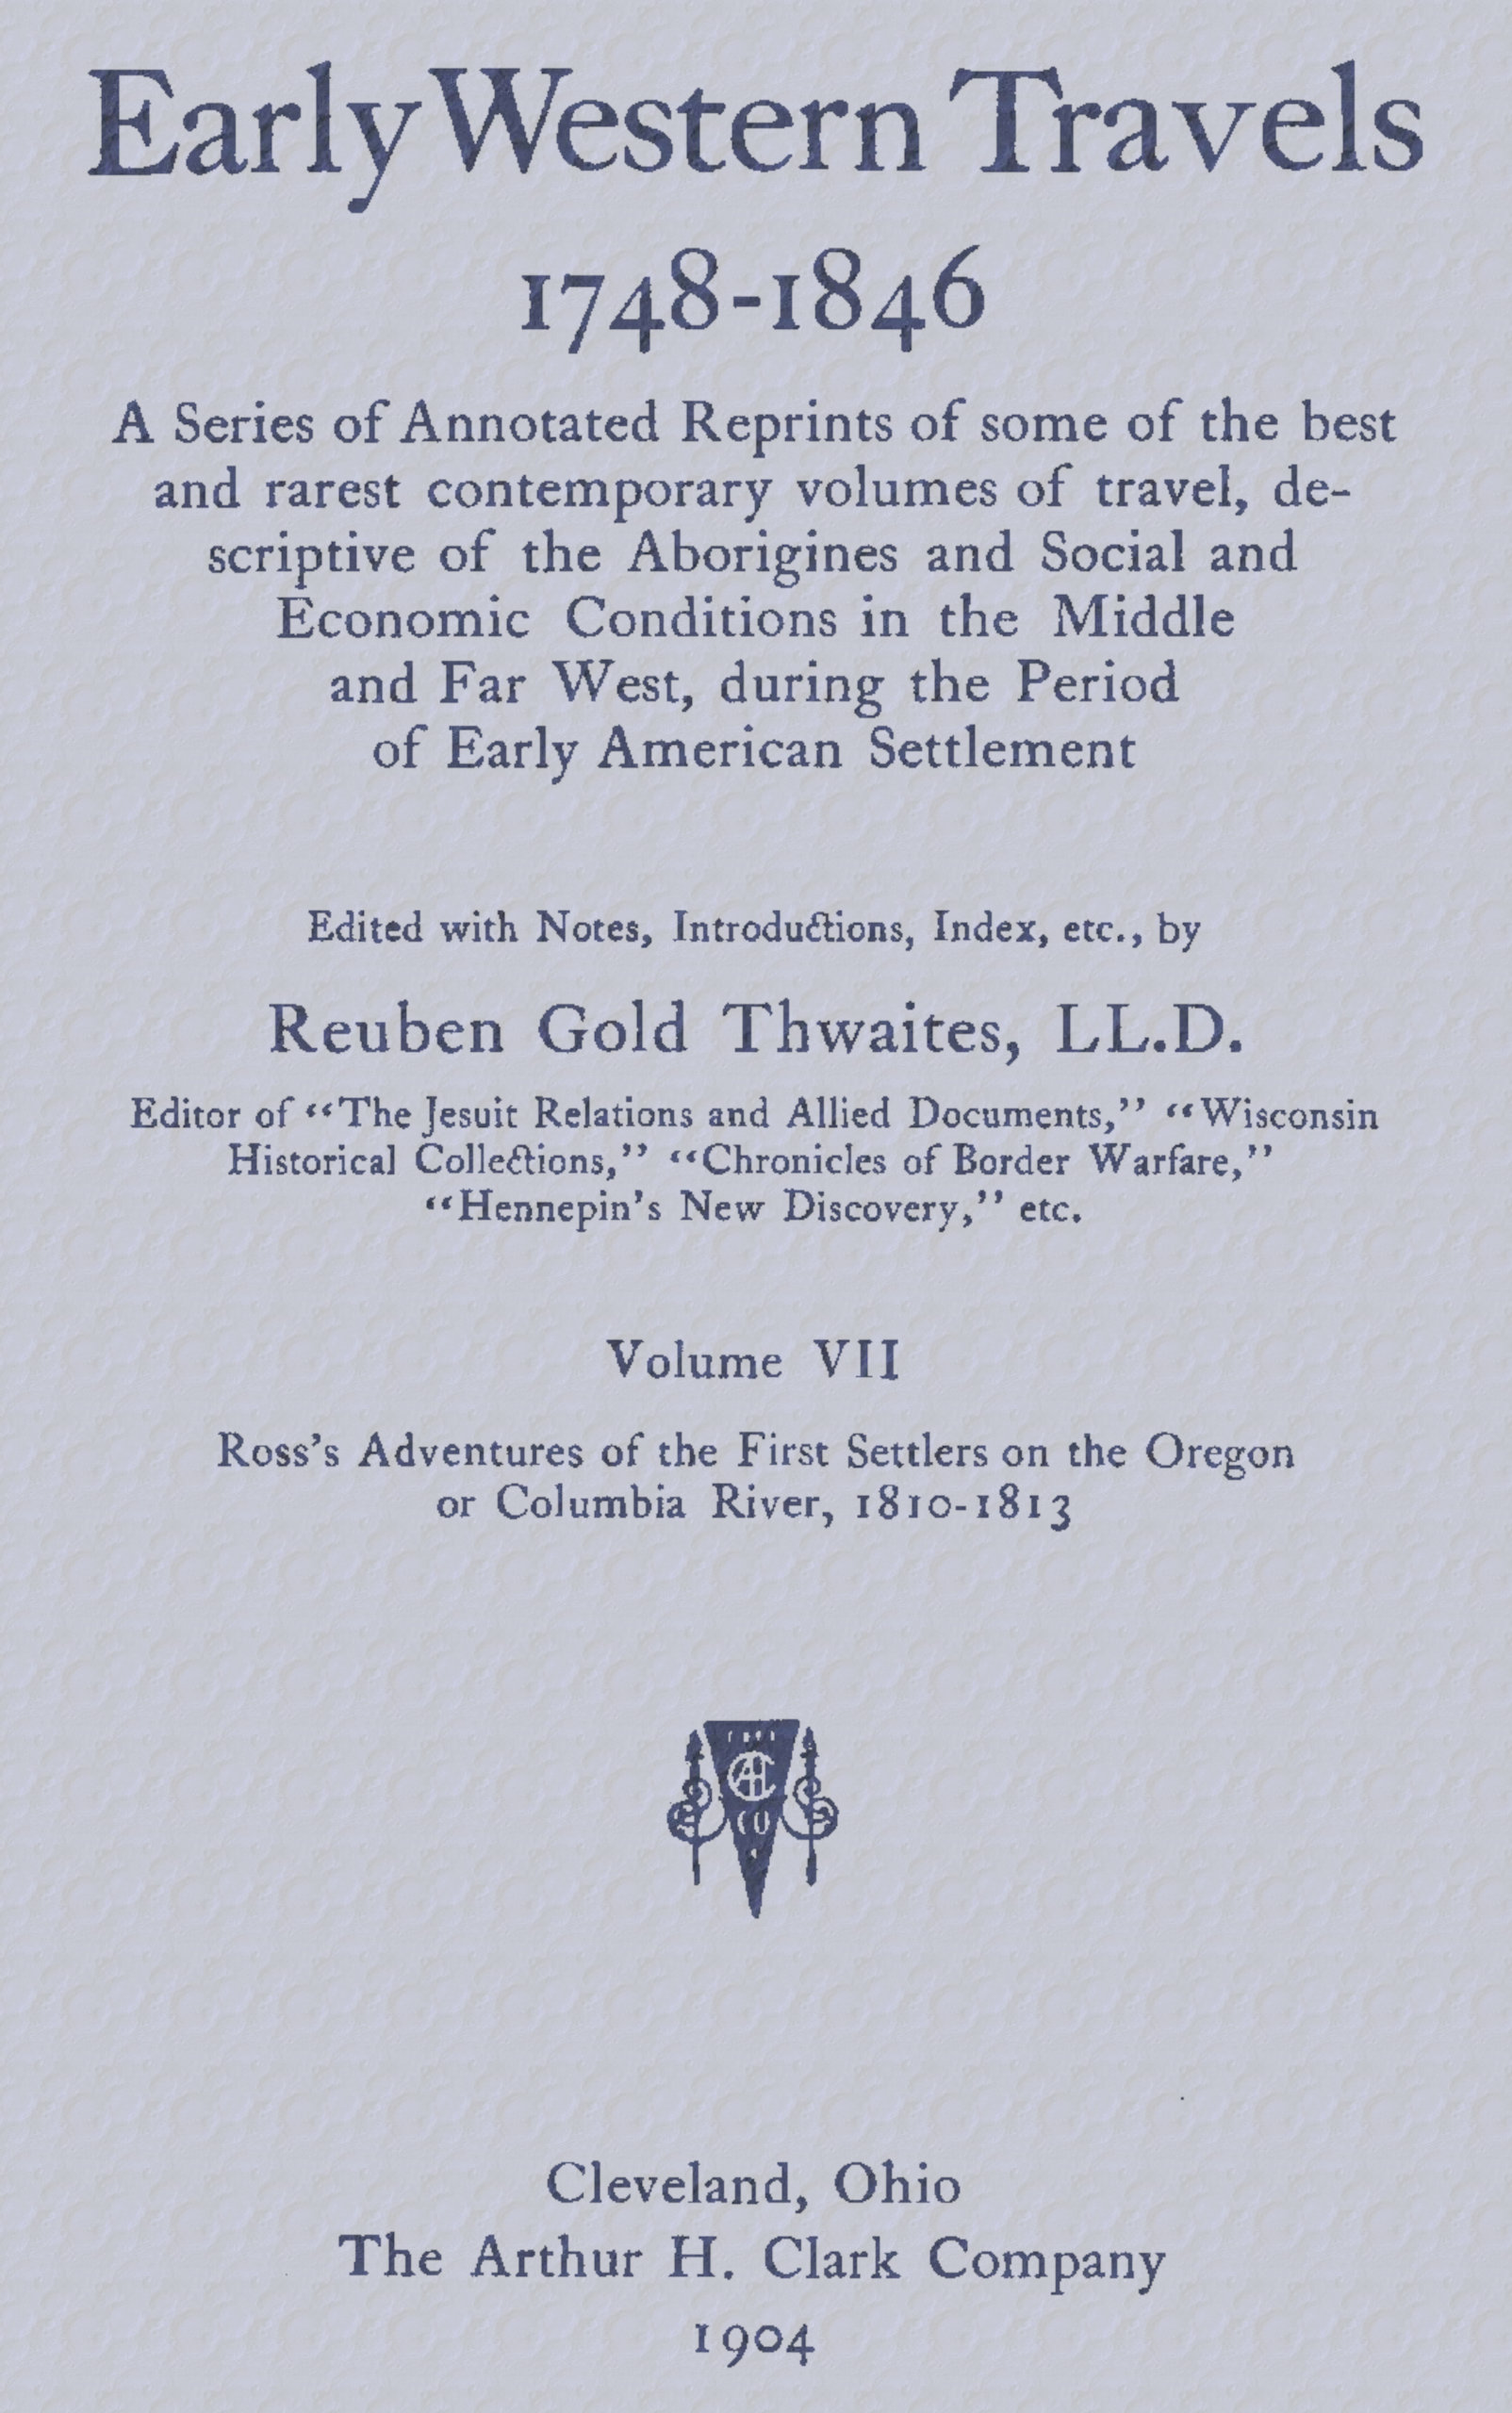 Early Western Travels
1748-1846
A Series of Annotated Reprints of some of the best
and rarest contemporary volumes of travel, de-
scriptive of the Aborigines and Social and
Economic Conditions in the Middle
and Far West, during the Period
of Early American Settlement
Edited with Notes, Introductions, Index, etc., by
Reuben Gold Thwaites, LL.D.
Editor of “The Jesuit Relations and Allied Documents,” “Wisconsin
Historical Collections,” “Chronicles of Border Warfare,”
“Hennepin's New Discovery,” etc.
Volume VII
Ross's Adventures of the First Settlers on the Oregon
or Columbia River, 1810-1813
Cleveland, Ohio
The Arthur H. Clark Company
1904